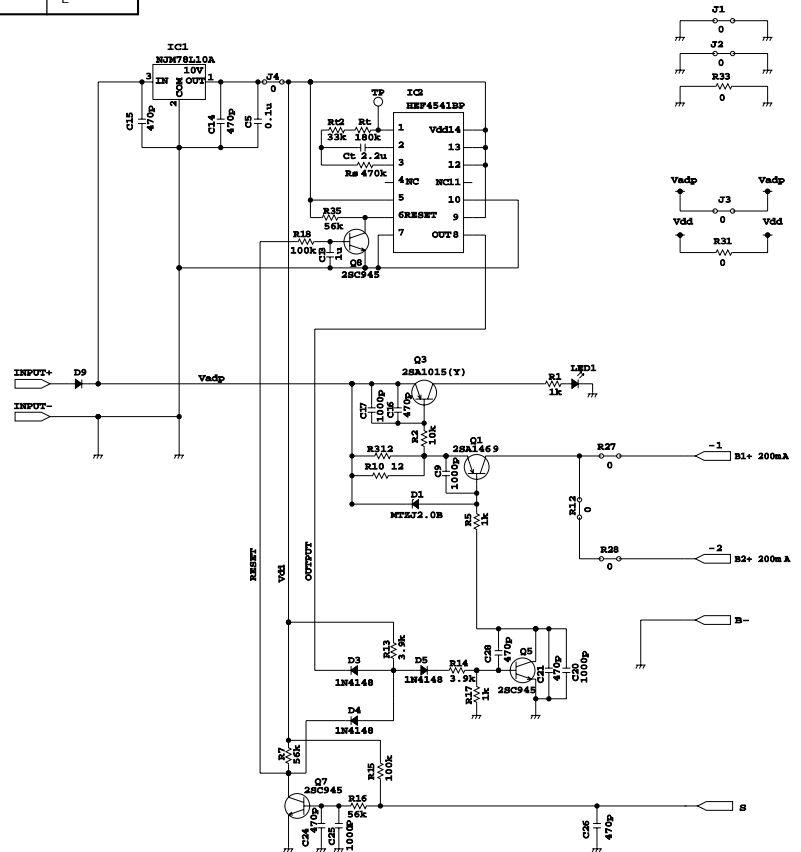 J1
0
J2
0
R33
0
IC1
NJM78L10A
10V
3 IN OUT 1
COM
2
J4
0
C15 470p
C14 470p
C5 0.1u
TP
IC2
HEF4541BP
Rt2 Rt
33k 180k
Ct 2.2u
Rs 470k
1 Vdd14
2 13
3 12
4 NC NC11
5 10
6RESET 9
7 OUT8
R35
56k
R18
100k
1u
Q8
2SC945
Vadp Vadp
J3
0
Vdd Vdd
R31
0
INPUT+
D9
Vadp
INPUT-
Q3
2SA1015(Y)
R1
1k
LED1
C17 1000p
C16 470p
R2 10k
R312
R10 12
Q1
2SA1469
C9 1000p
D1
MTZJ2.0B
R5 1k
R27
0
-1
B1+ 200mA
R12 0
R28
0
-2
B2+ 200mA
B-
RESET
Vdd
OUTPUT
R13 3.9k
D3
1N4148
D5
1N4148
R14
3.9k
D4
1N4148
R17 1k
C28 470p
Q5
2SC945
C21 470p
C20 1000p
R7 56k
R15 100k
Q7
2SC945
R16
56k
C24 470p
C25 1000P
C26 470p
S